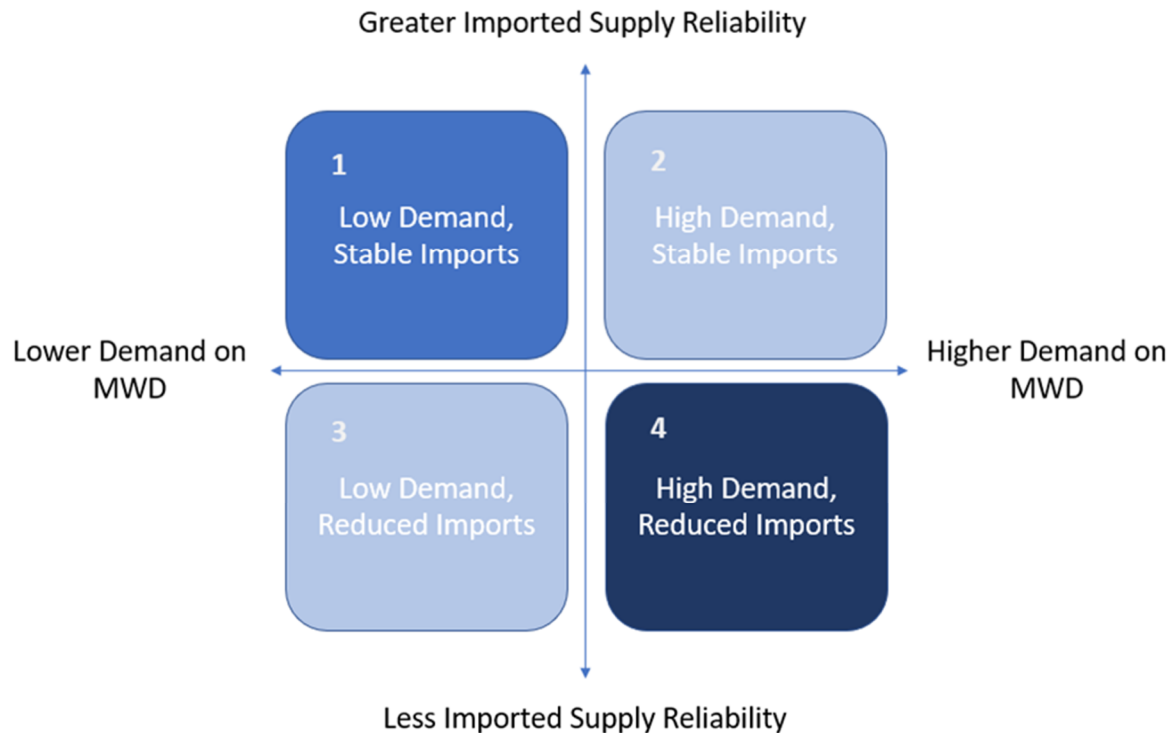 Greater Imported Supply Reliability
1
Low Demand,
Stable Imports
2
High Demand,
Stable Imports
Lower Demand on
MWD
Higher Demand on
MWD
3
Low Demand,
Reduced Imports
4
High Demand,
Reduced Imports
Less Imported Supply Reliability